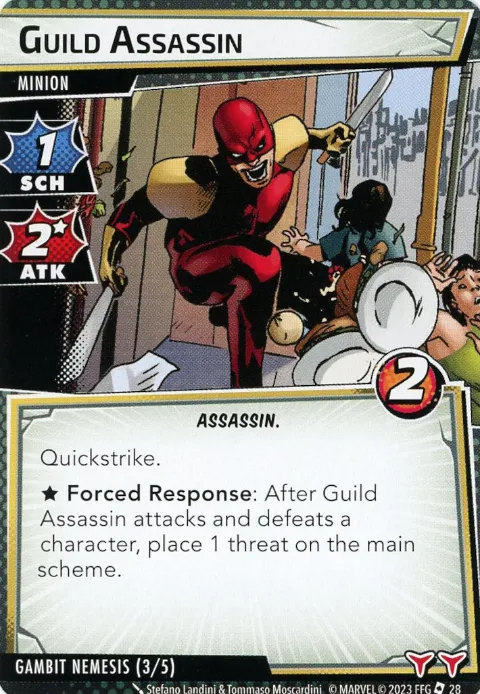 GUILD ASSASSIN
MINION
1
SCH
2★
ATK
2
ASSASSIN.
Quickstrike.
★ Forced Response: After Guild
Assassin attacks and defeats a
character, place 1 threat on the main
scheme.
GAMBIT NEMESIS (3/5)
Stefano Landini & Tommaso Moscardini. © MARVEL © 2023 FFG 28